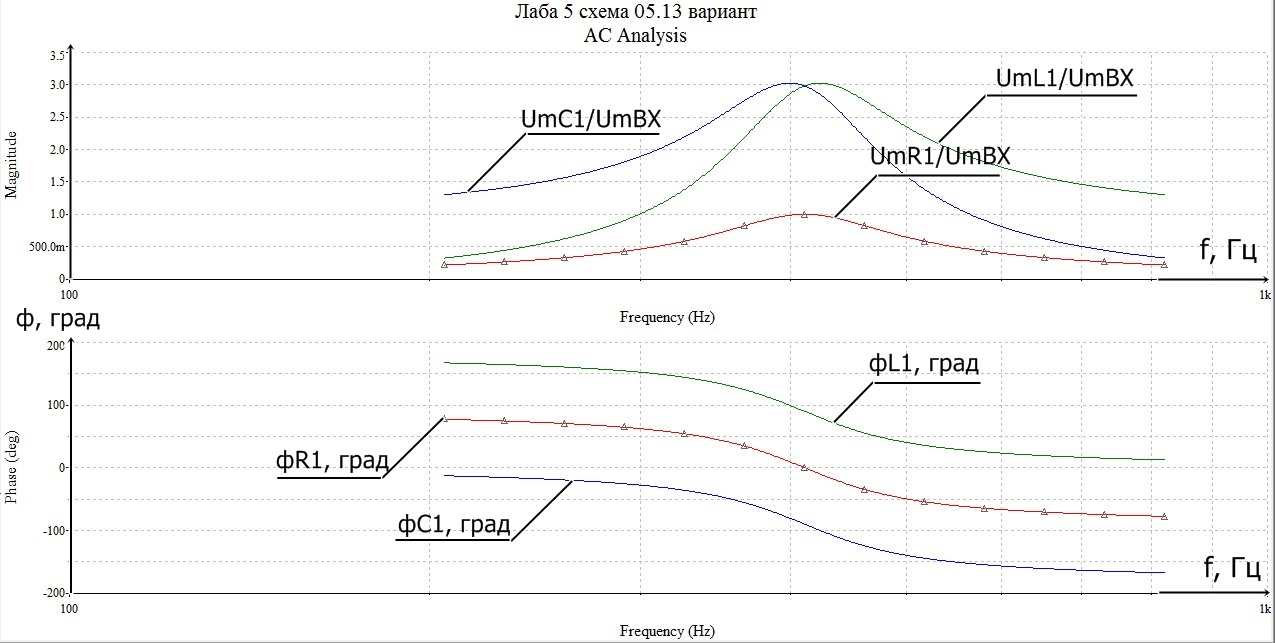 Лаба 5 схема 05.13 вариант
AC Analysis
Magnitude
3.5
3.0
2.5
2.0
1.5
1.0
500.0m
0
UmC1/UmBX
UmL1/UmBX
UmR1/UmBX
f, Гц
100
1k
Frequency (Hz)
ф, град
Phase (deg)
200
100
0
-100
-200
фL1, град
фR1, град
фC1, град
f, Гц
100
1k
Frequency (Hz)